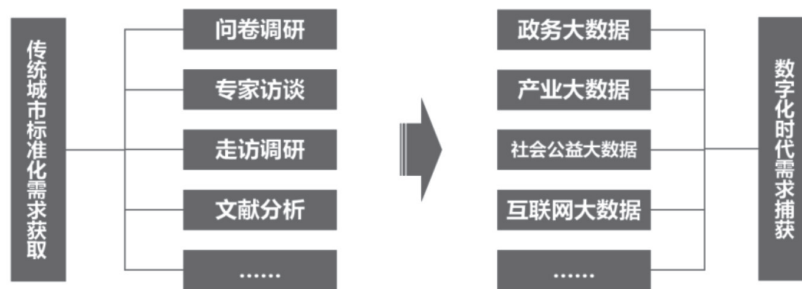 传统城市标准化需求获取
问卷调研
专家访谈
走访调研
文献分析
……
政务大数据
产业大数据
社会公益大数据
互联网大数据
……
数字化时代需求捕获